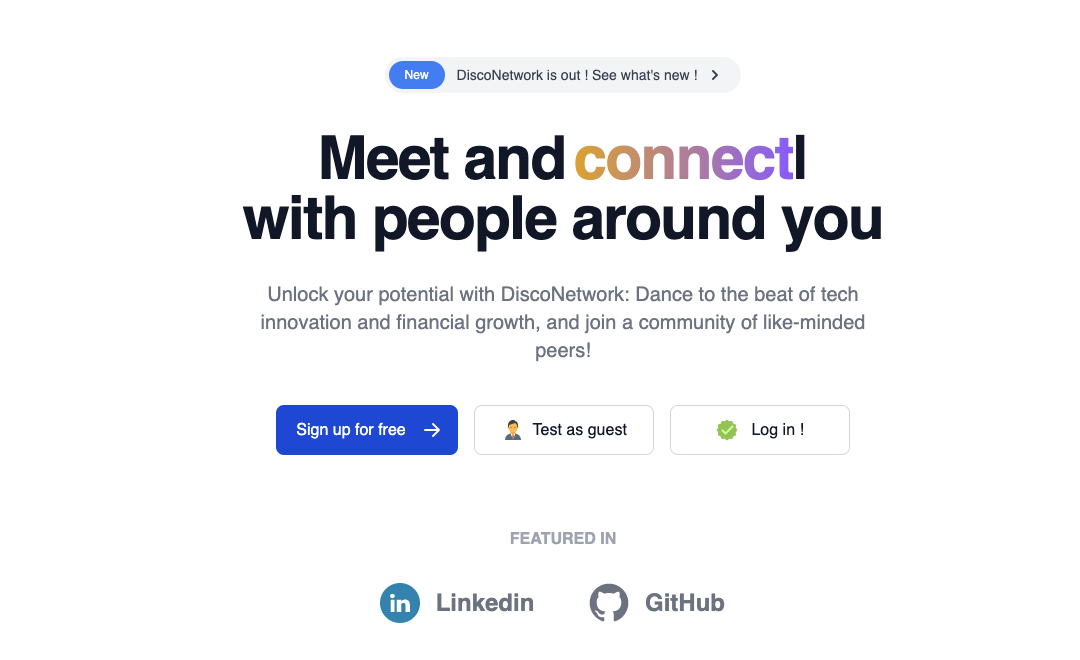 New DiscoNetwork is out ! See what's new !
Meet and connect
with people around you
Unlock your potential with DiscoNetwork: Dance to the beat of tech
innovation and financial growth, and join a community of like-minded
peers!
Sign up for free Test as guest Log in !
FEATURED IN
in Linkedin GitHub